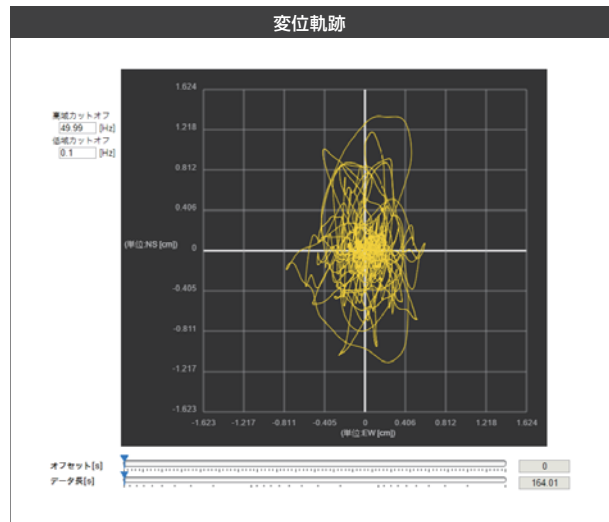 変位軌跡
高域カットオフ
49.99 [Hz]
低域カットオフ
0.1 [Hz]
1.624
1.218
0.812
0.406
(単位:NS [cm])
0
-0.405
-0.811
-1.217
-1.623
-1.623 -1.217 -0.811 -0.405 0 0.406 0.812 1.218 1.624
(単位:EW [cm])
オフセット[s] 0
データ長[s] 164.01